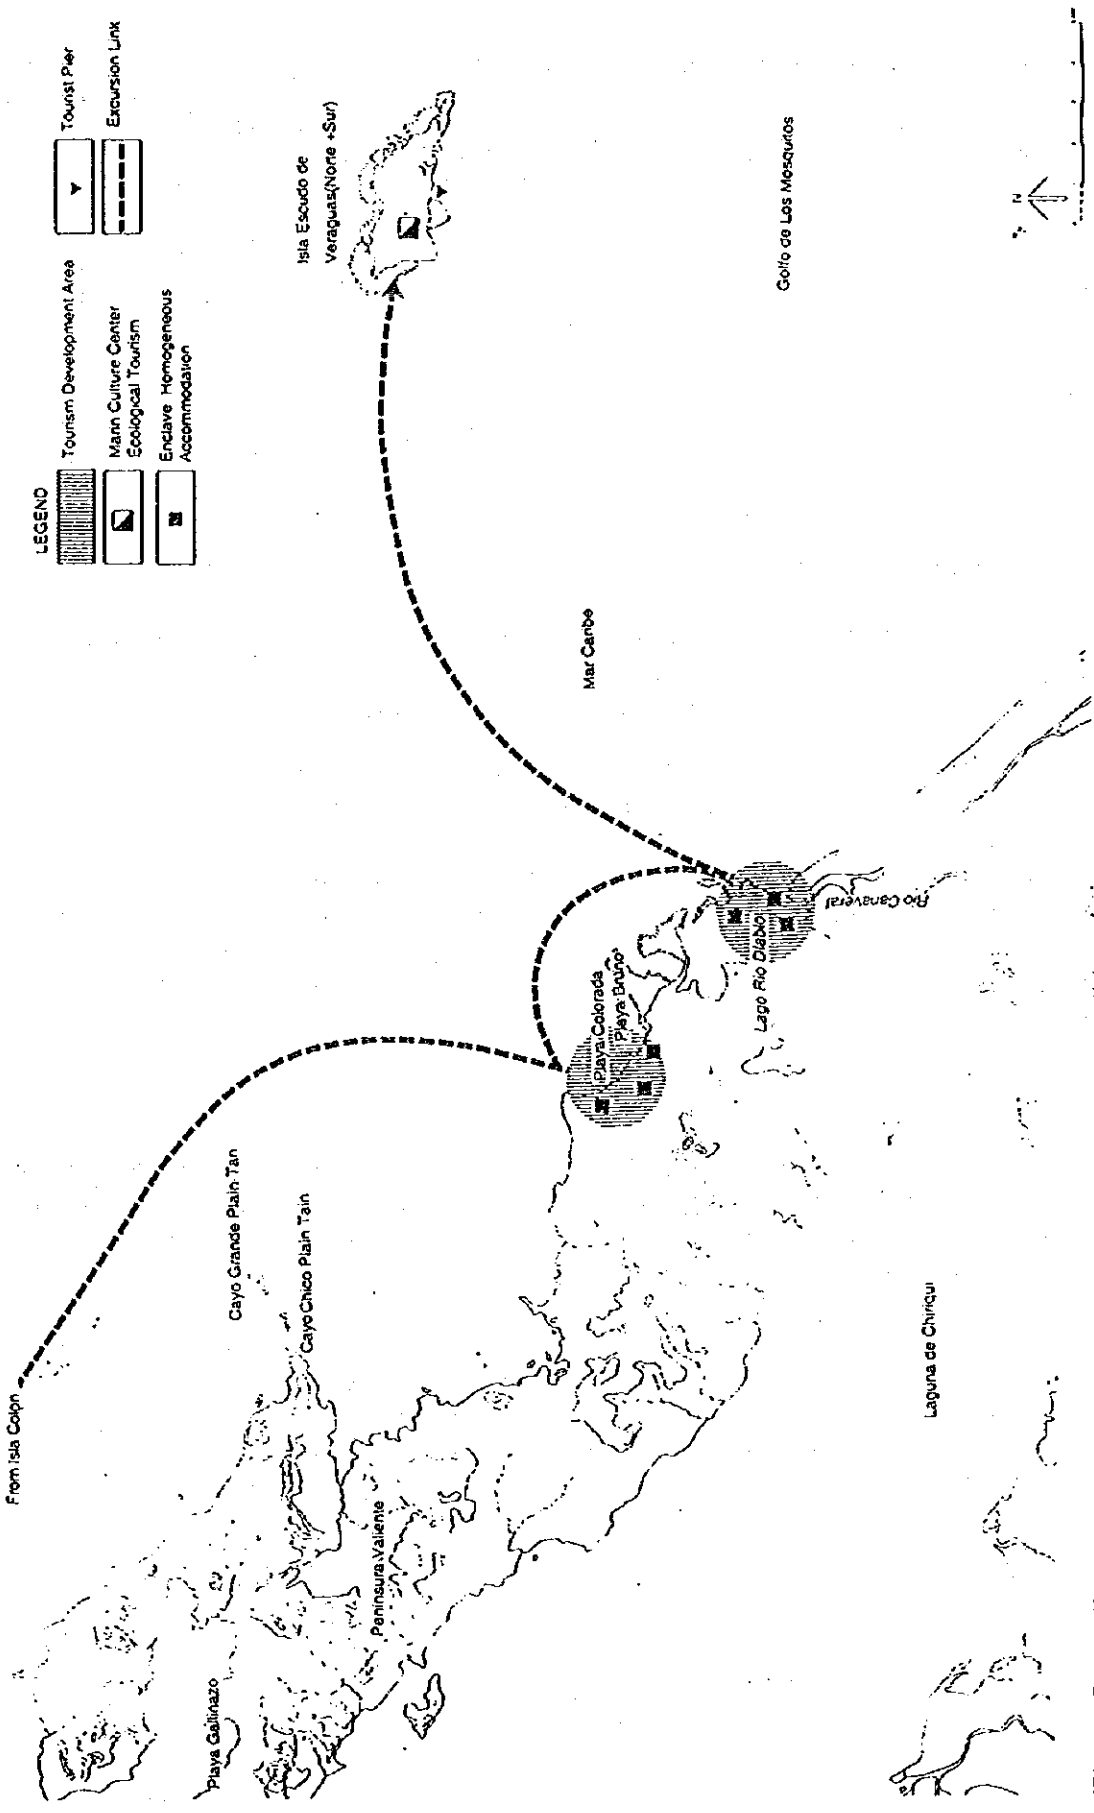 From Isla Colon
LEGEND
Tourism Development Area
Tourist Pier
Marin Culture Center
Ecological Tourism
Excursion Link
Enclave Homogeneous
Accommodation
Isla Escudo de
Veraguas(Norte +Sur)
Cayo Grande Plain Tan
Cayo Chico Plain Tain
Playa Gallinazo
Peninsura Valiente
Mar Caribe
Playa Colorada
Playa Bruno
Golfo de Los Mosquitos
Lago Rio Diablo
Rio Canaveral
Laguna de Chiriqui
N